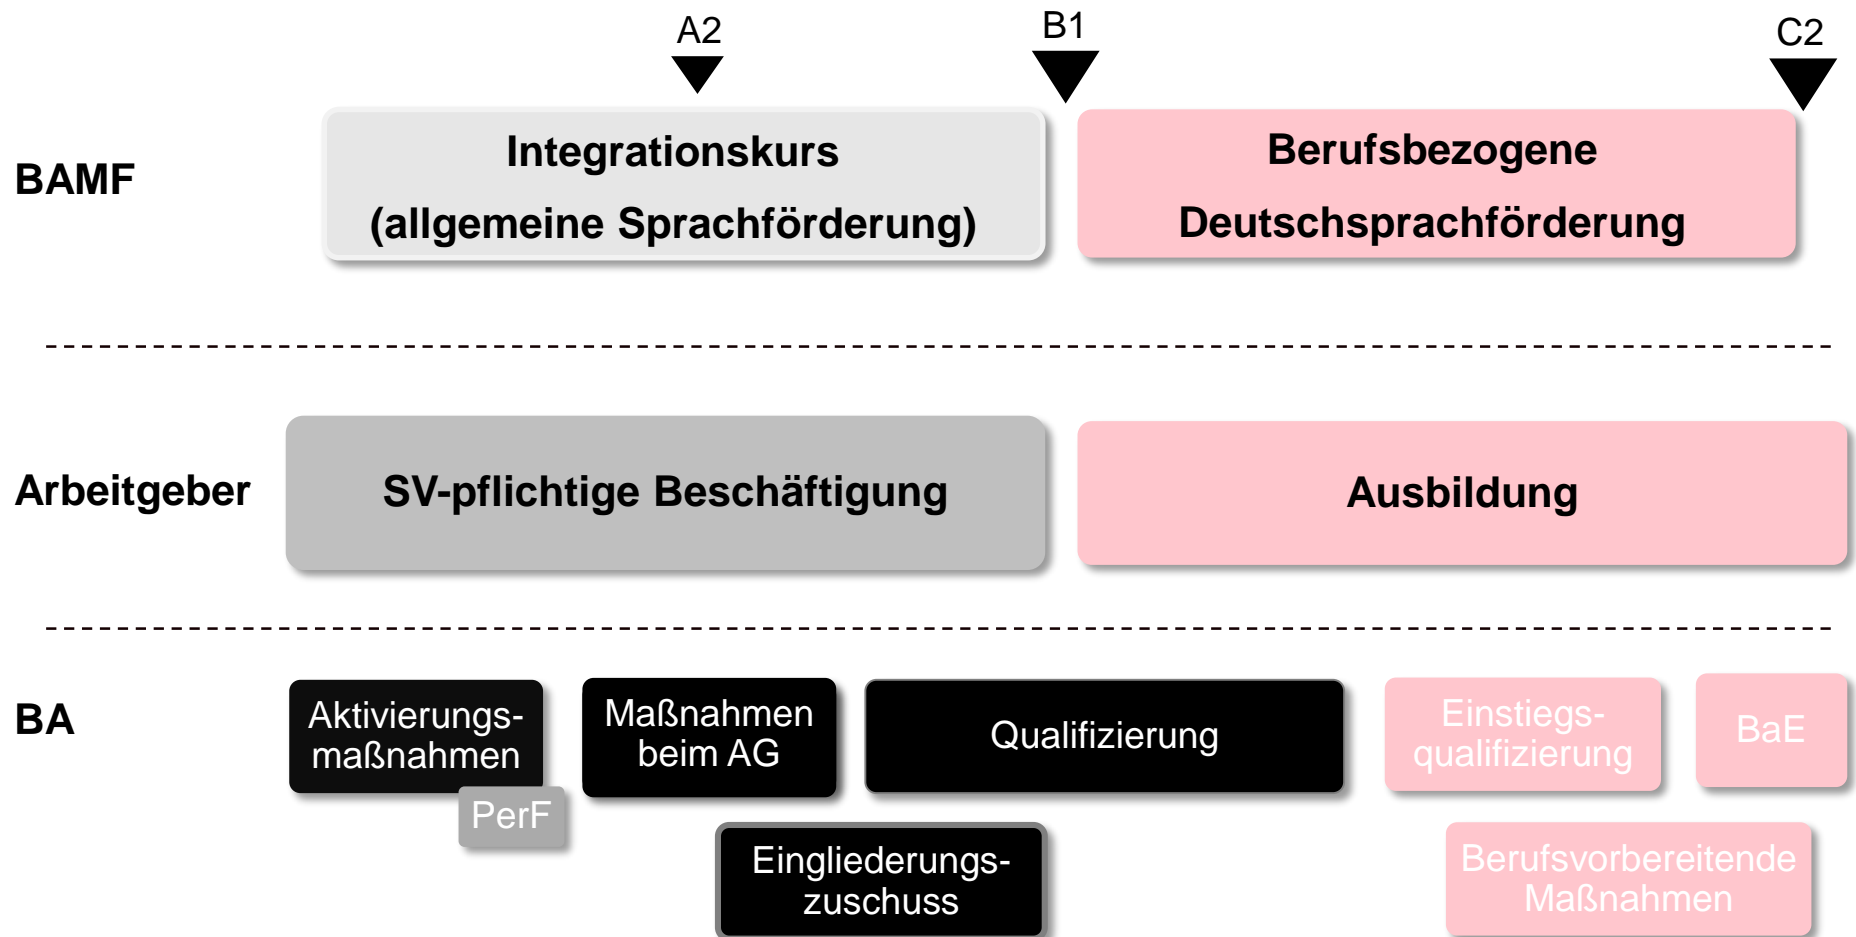 A2
B1
C2
BAMF
Integrationskurs
(allgemeine Sprachförderung)
Berufsbezogene
Deutschsprachförderung
Arbeitgeber
SV-pflichtige Beschäftigung
Ausbildung
BA
Aktivierungs-
maßnahmen
PerF
Maßnahmen
beim AG
Qualifizierung
Einstiegs-
qualifizierung
BaE
Eingliederungs-
zuschuss
Berufsvorbereitende
Maßnahmen